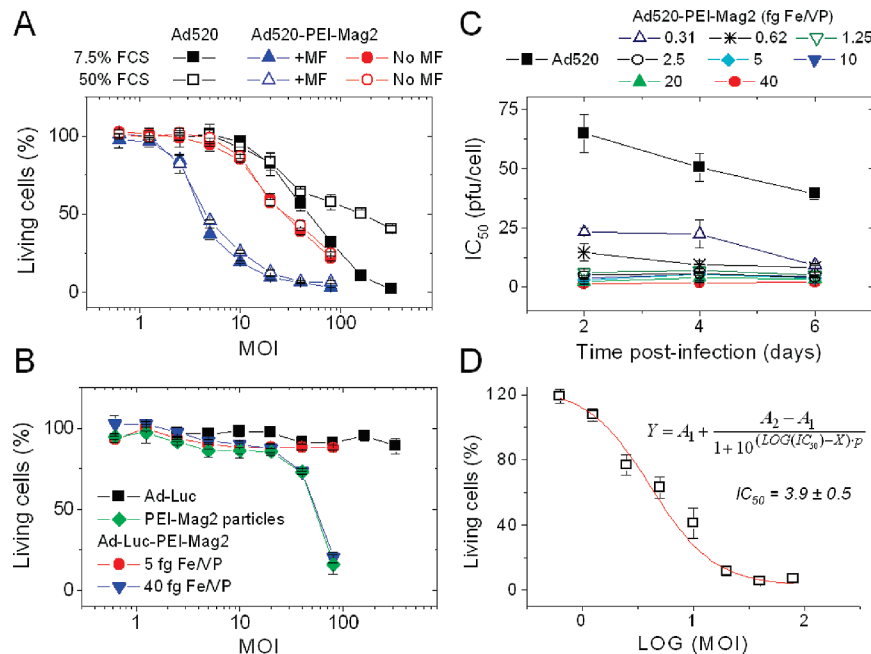 A
Ad520 Ad520-PEI-Mag2
7.5% FCS +MF No MF
50% FCS +MF No MF
Living cells (%)
100
50
0
1 10 100
MOI
B
Living cells (%)
100
50
0
Ad-Luc
PEI-Mag2 particles
Ad-Luc-PEI-Mag2
5 fg Fe/VP
40 fg Fe/VP
1 10 100
MOI
C
Ad520-PEI-Mag2 (fg Fe/VP)
Ad520
0.31 0.62 1.25
2.5 5 10
20 40
IC50 (pfu/cell)
75
50
25
0
2 4 6
Time post-infection (days)
D
Living cells (%)
120
80
40
0
Y = A1 + A2 − A1 / 1+10^(LOG(IC50)−X)·p
IC50 = 3.9 ± 0.5
0 1 2
LOG (MOI)